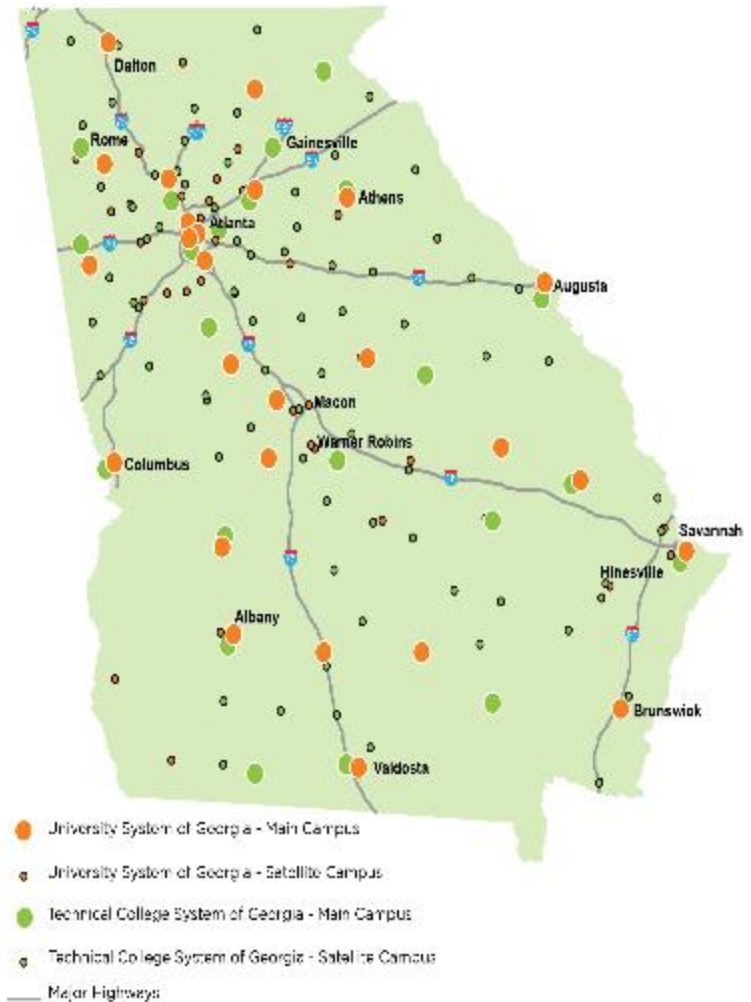 Dalton
Rome
Gainesville
Athens
Atlanta
Augusta
Macon
Warner Robins
Columbus
Savannah
Hinesville
Albany
Brunswick
Valdosta
University System of Georgia - Main Campus
University System of Georgia - Satellite Campus
Technical College System of Georgia - Main Campus
Technical College System of Georgia - Satellite Campus
Major Highways